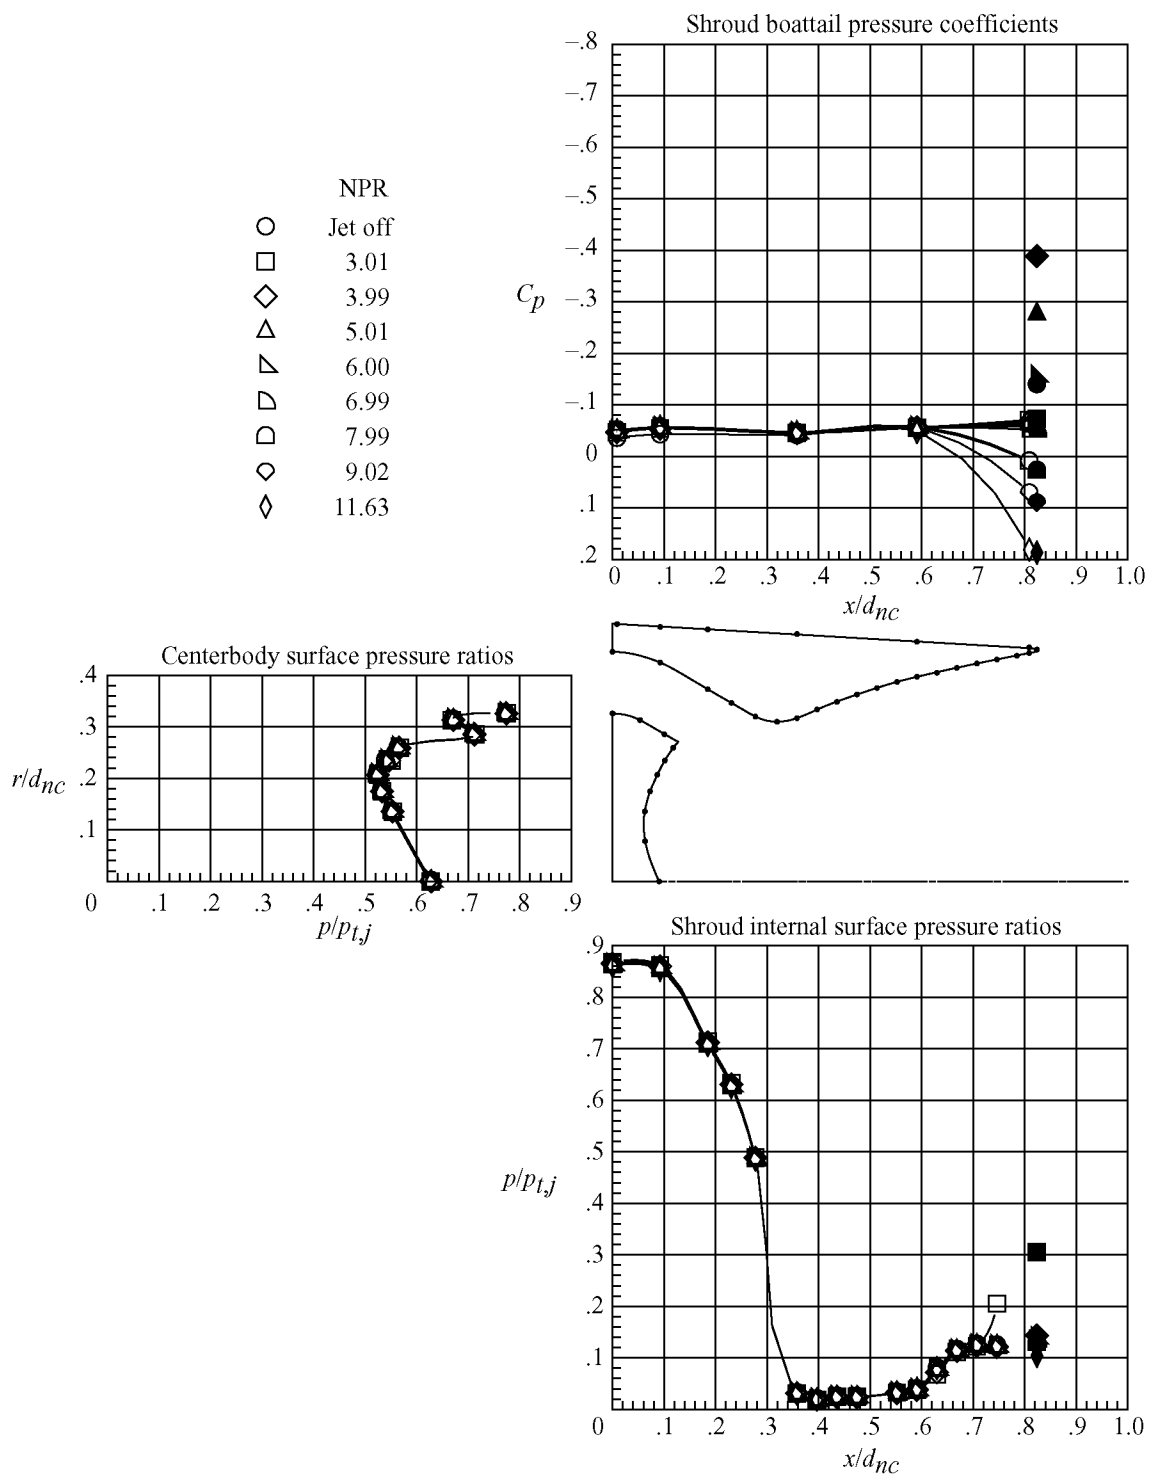 Shroud boattail pressure coefficients
–.8
–.7
–.6
–.5
–.4
–.3
–.2
–.1
0
.1
.2
C_p
0 .1 .2 .3 .4 .5 .6 .7 .8 .9 1.0
x/d_nc
NPR
Jet off
3.01
3.99
5.01
6.00
6.99
7.99
9.02
11.63
Centerbody surface pressure ratios
.4
.3
.2
.1
r/d_nc
0 .1 .2 .3 .4 .5 .6 .7 .8 .9
p/p_t,j
Shroud internal surface pressure ratios
.9
.8
.7
.6
.5
.4
.3
.2
.1
p/p_t,j
0 .1 .2 .3 .4 .5 .6 .7 .8 .9 1.0
x/d_nc